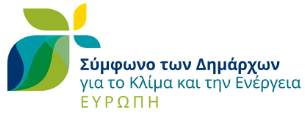 Σύμφωνο των Δημάρχων
για το Κλίμα και την Ενέργεια
ΕΥΡΩΠΗ